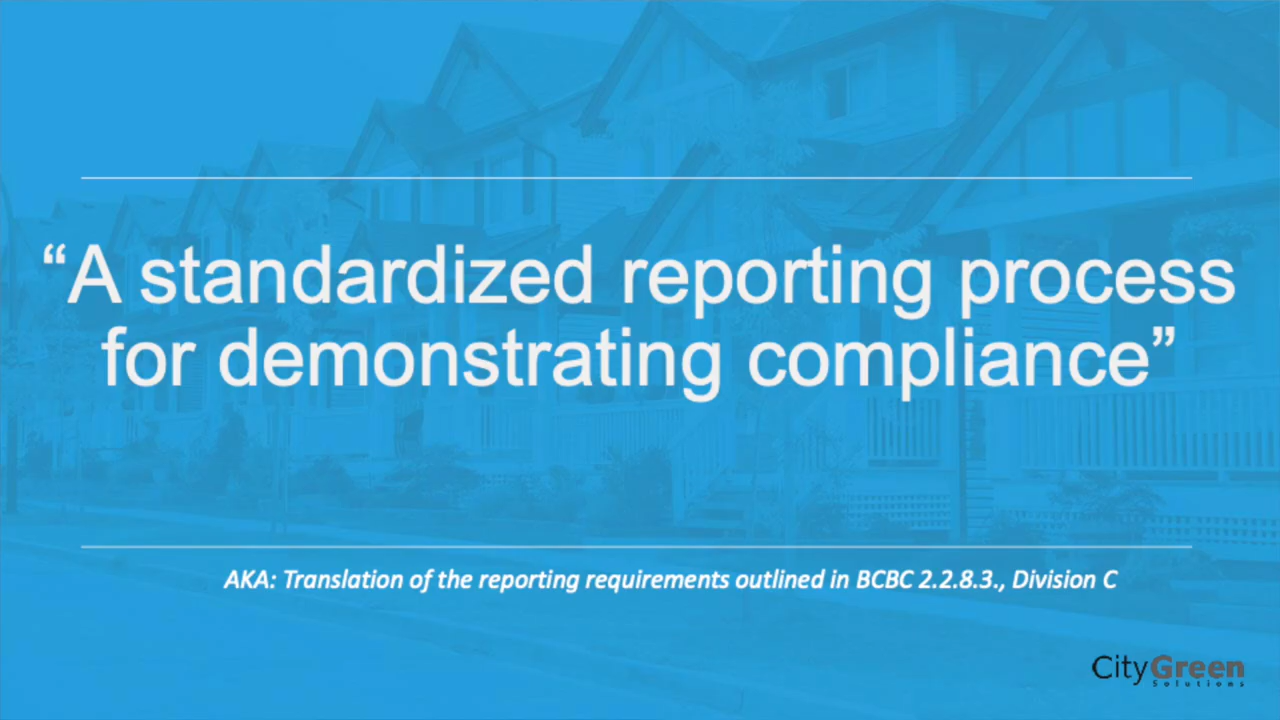 “A standardized reporting process
for demonstrating compliance”
AKA: Translation of the reporting requirements outlined in BCBC 2.2.8.3., Division C
CityGreen
Solutions